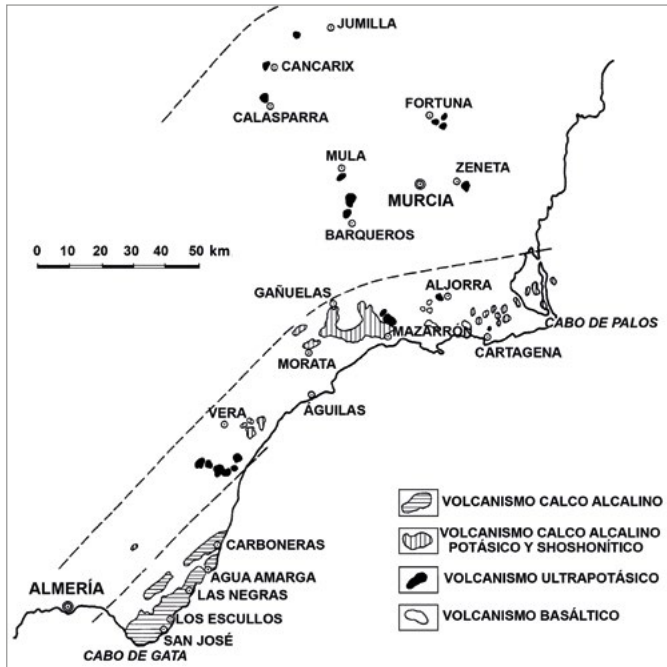 JUMILLA
CANCARIX
CALASPARRA
FORTUNA
MULA
ZENETA
MURCIA
BARQUEROS
0 10 20 30 40 50 km
GAÑUELAS
ALJORRA
MAZARRÓN
CABO DE PALOS
CARTAGENA
MORATA
ÁGUILAS
VERA
CARBONERAS
AGUA AMARGA
ALMERÍA
LAS NEGRAS
LOS ESCULLOS
SAN JOSÉ
CABO DE GATA
VOLCANISMO CALCO ALCALINO
VOLCANISMO CALCO ALCALINO
POTÁSICO Y SHOSHONÍTICO
VOLCANISMO ULTRAPOTÁSICO
VOLCANISMO BASÁLTICO